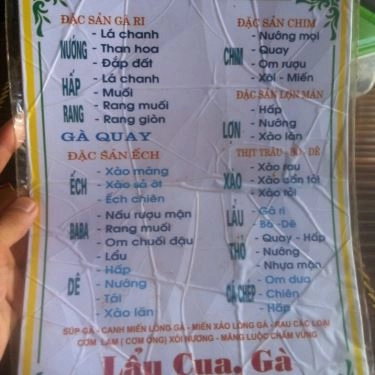 ĐẶC SẢN GÀ RI
NƯỚNG
- Lá chanh
- Than hoa
- Đắp đất
HẤP
- Lá chanh
- Muối
RANG
- Rang muối
- Rang giòn
GÀ QUAY
ĐẶC SẢN ẾCH
ẾCH
- Xào măng
- Xào sả ớt
- Ếch chiên
BABA
- Nấu rượu mận
- Rang muối
- Om chuối đậu
- Lẩu
DÊ
- Hấp
- Nướng
- Tái
- Xào lăn
ĐẶC SẢN CHIM
CHIM
- Nướng mọi
- Quay
- Om rượu
- Xôi - Miến
ĐẶC SẢN LỢN MÁN
LỢN
- Hấp
- Nướng
- Xào lăn
THỊT TRÂU - BÒ - DÊ
XÀO
- Xào rau
- Xào cần tỏi
- Xào tỏi
LẨU
- Gà ri
- Bò - Dê
THỎ
- Quay - Hấp
- Nướng
- Nhựa mận
CÁ CHÉP
- Om dưa
- Chiên
- Hấp
SÚP GÀ - CANH MIẾN LÒNG GÀ - MIẾN XÀO LÒNG GÀ - RAU CÁC LOẠI
CƠM LAM ( CƠM ỐNG ) XÔI NƯƠNG - MĂNG LUỘC CHẤM VỪNG
Lẩu Cua, Gà